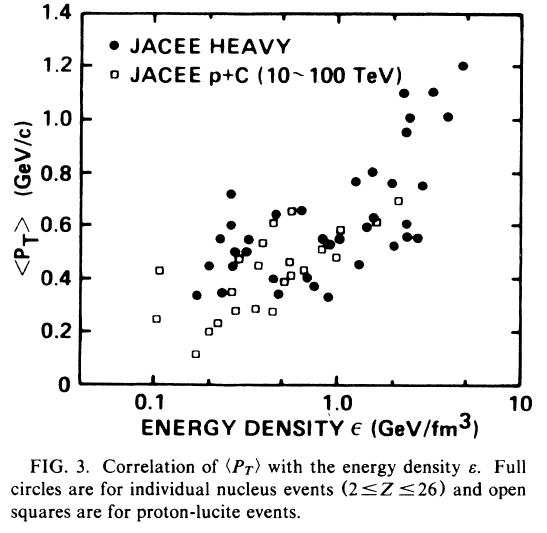 1.4
● JACEE HEAVY
1.2
□ JACEE p+C (10~100 TeV)
1.0
0.8
0.6
0.4
0.2
0
⟨PT⟩ (GeV/c)
0.1 1.0 10
ENERGY DENSITY ϵ (GeV/fm³)
FIG. 3. Correlation of ⟨PT⟩ with the energy density ε. Full
circles are for individual nucleus events (2≤Z≤26) and open
squares are for proton-lucite events.